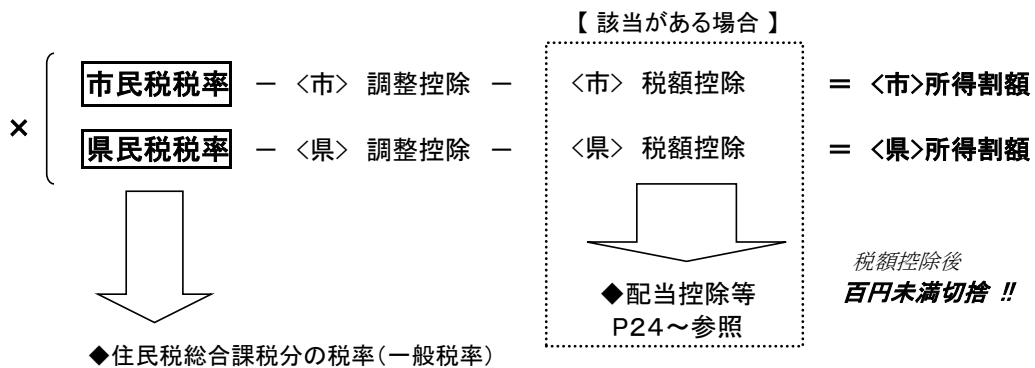 【 該当がある場合 】
市民税税率 － <市> 調整控除 － <市> 税額控除 ＝ <市>所得割額
×
県民税税率 － <県> 調整控除 － <県> 税額控除 ＝ <県>所得割額
税額控除後
◆配当控除等 百円未満切捨 !!
P24～参照
◆住民税総合課税分の税率(一般税率)